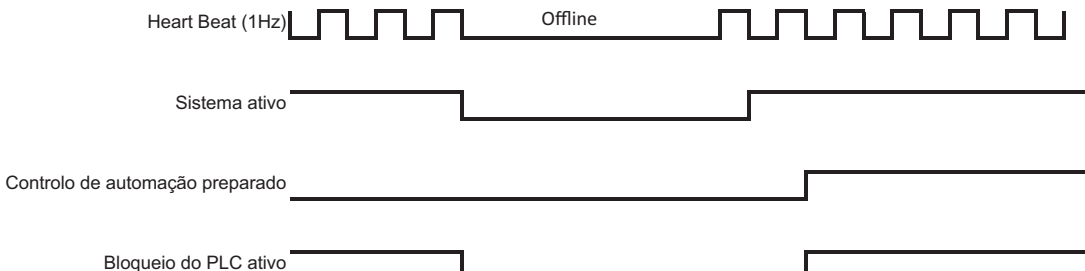 Heart Beat (1Hz)
Offline
Sistema ativo
Controlo de automação preparado
Bloqueio do PLC ativo